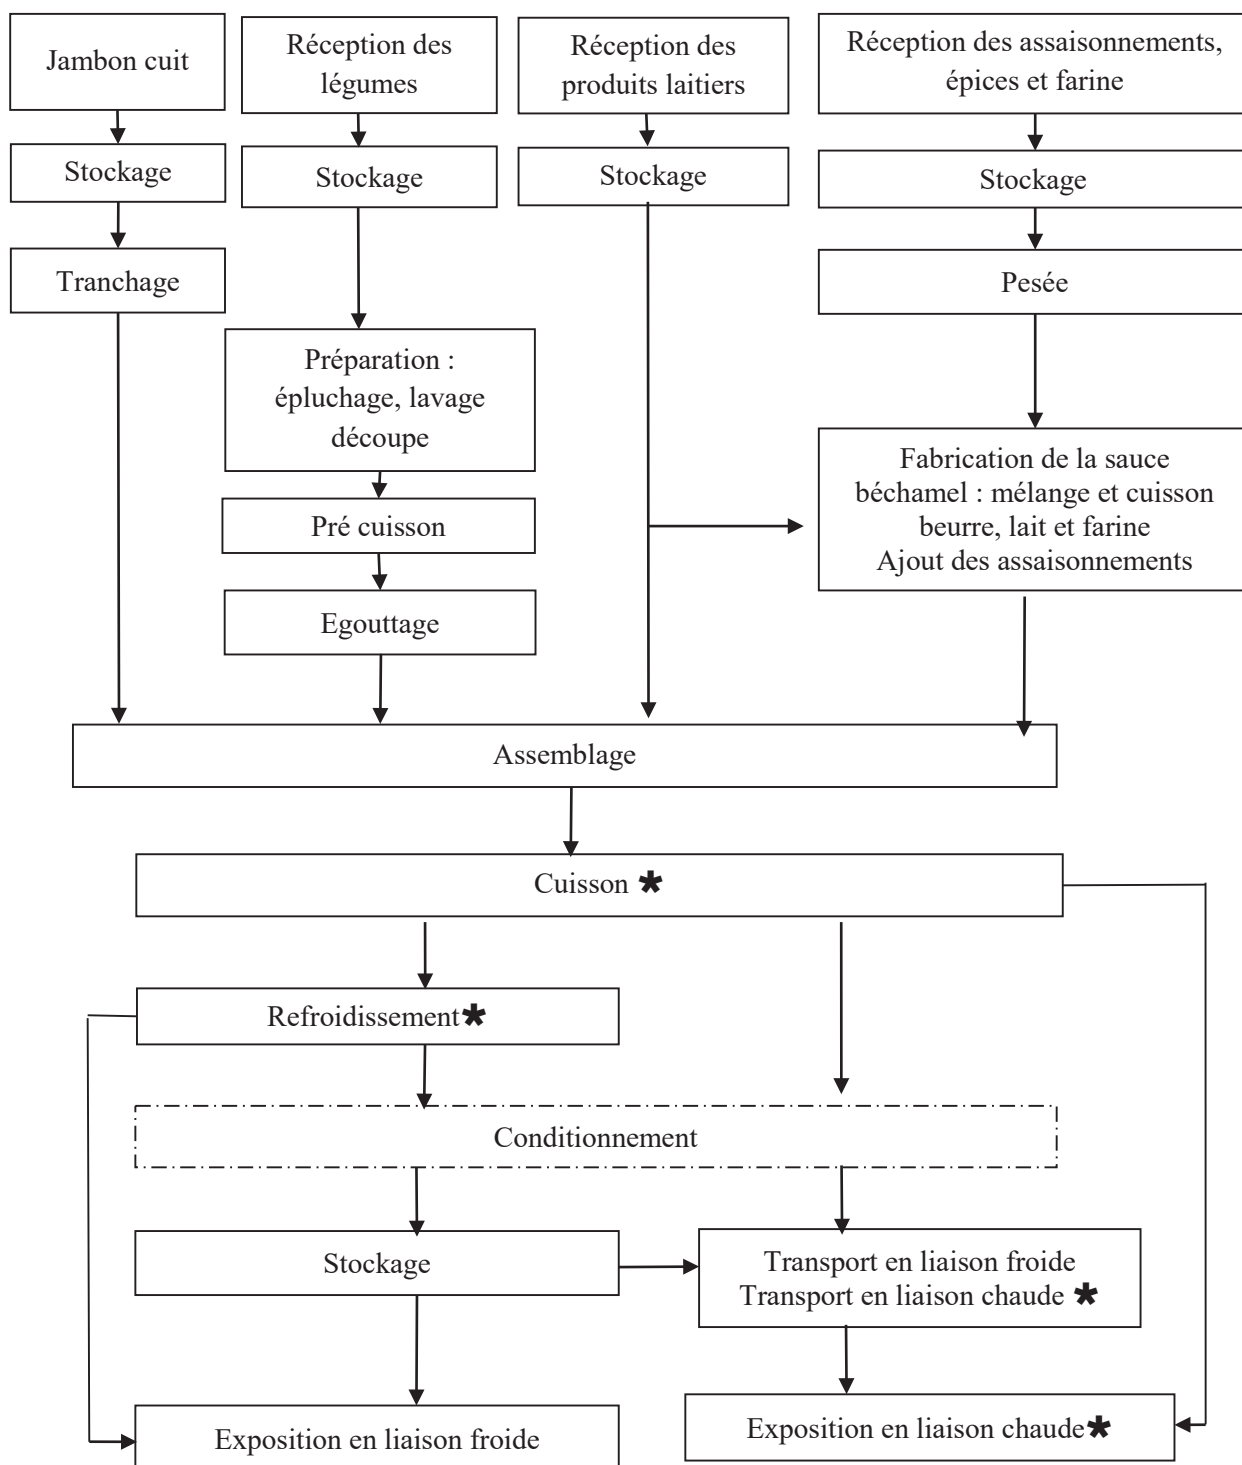 Jambon cuit
Réception des
légumes
Réception des
produits laitiers
Réception des assaisonnements,
épices et farine
Stockage
Stockage
Stockage
Stockage
Tranchage
Pesée
Préparation :
épluchage, lavage
découpe
Pré cuisson
Egouttage
Fabrication de la sauce
béchamel : mélange et cuisson
beurre, lait et farine
Ajout des assaisonnements
Assemblage
Cuisson *
Refroidissement*
Conditionnement
Stockage
Transport en liaison froide
Transport en liaison chaude *
Exposition en liaison froide
Exposition en liaison chaude*